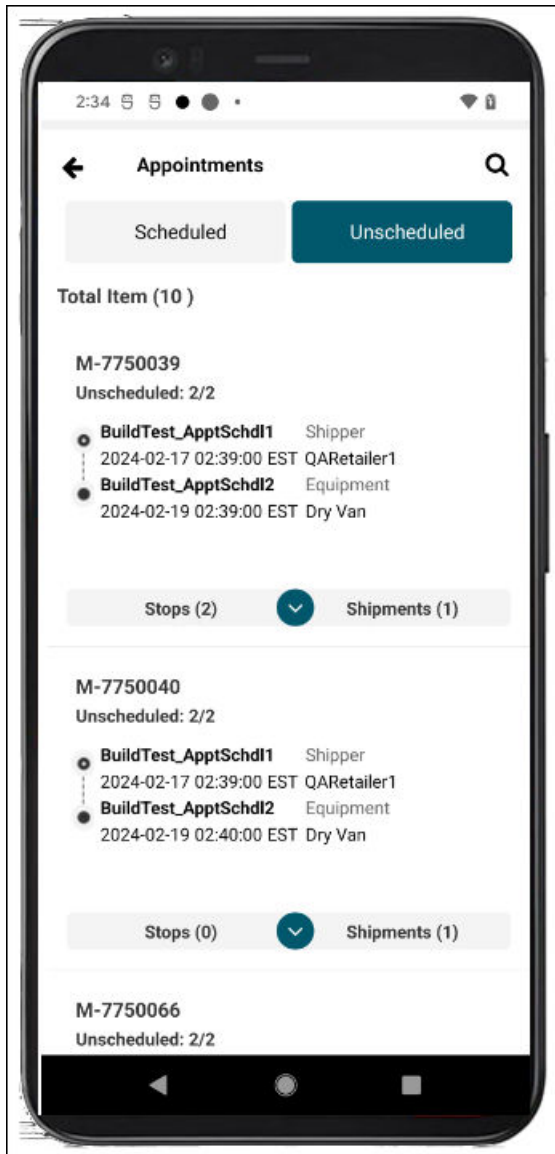 2:34
Appointments
Scheduled Unscheduled
Total Item (10 )
M-7750039
Unscheduled: 2/2
BuildTest_ApptSchdl1 Shipper
2024-02-17 02:39:00 EST QARetailer1
BuildTest_ApptSchdl2 Equipment
2024-02-19 02:39:00 EST Dry Van
Stops (2) Shipments (1)
M-7750040
Unscheduled: 2/2
BuildTest_ApptSchdl1 Shipper
2024-02-17 02:39:00 EST QARetailer1
BuildTest_ApptSchdl2 Equipment
2024-02-19 02:40:00 EST Dry Van
Stops (0) Shipments (1)
M-7750066
Unscheduled: 2/2